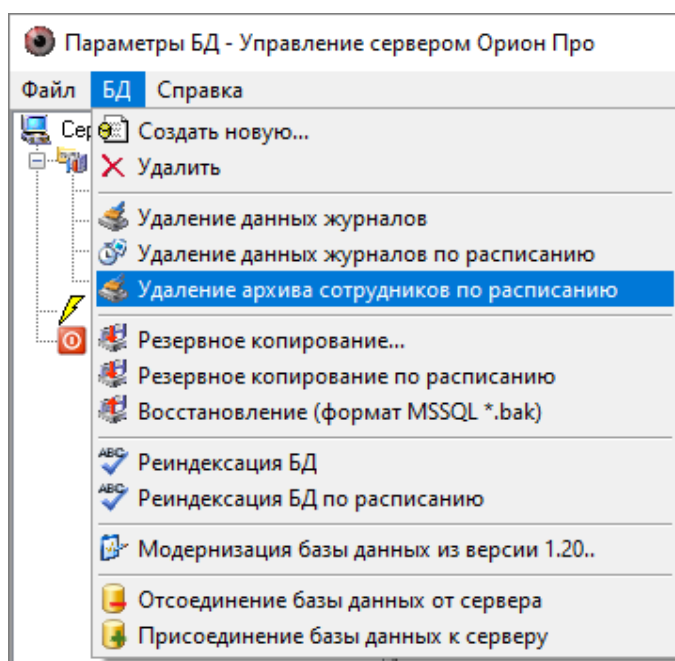 Параметры БД - Управление сервером Орион Про
Файл БД Справка
Создать новую...
Удалить
Удаление данных журналов
Удаление данных журналов по расписанию
Удаление архива сотрудников по расписанию
Резервное копирование...
Резервное копирование по расписанию
Восстановление (формат MSSQL *.bak)
Реиндексация БД
Реиндексация БД по расписанию
Модернизация базы данных из версии 1.20..
Отсоединение базы данных от сервера
Присоединение базы данных к серверу